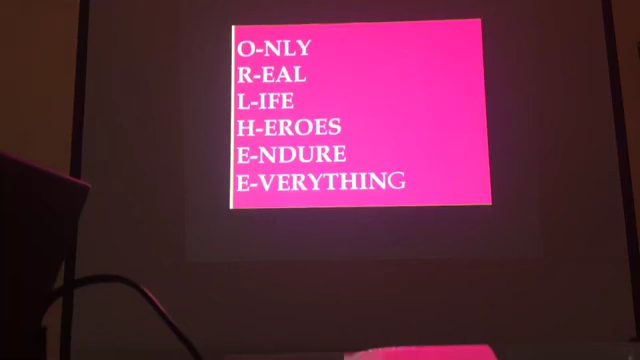 O-NLY
R-EAL
L-IFE
H-EROES
E-NDURE
E-VERYTHING